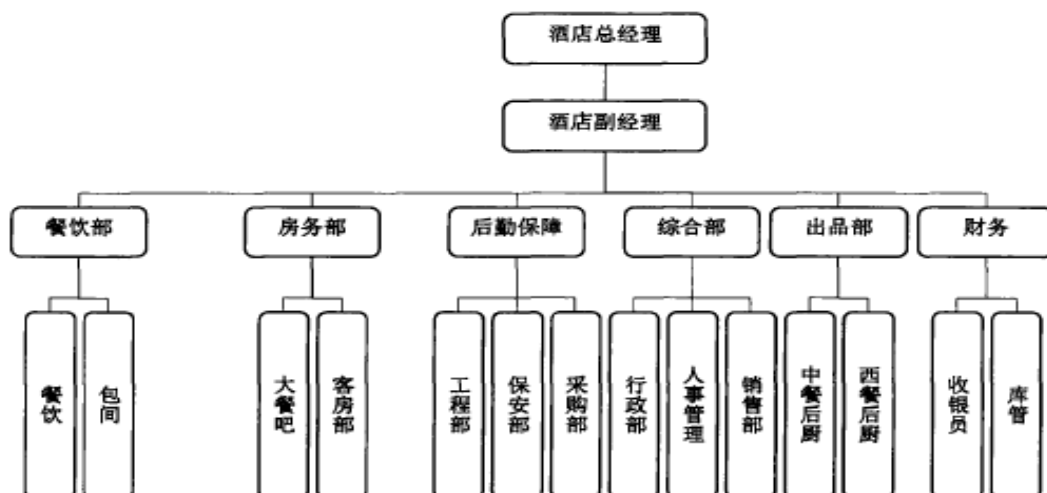 酒店总经理
酒店副经理
餐饮部
房务部
后勤保障
综合部
出品部
财务
餐饮
包间
大餐吧
客房部
工程部
保安部
采购部
行政部
人事管理
销售部
中餐后厨
西餐后厨
收银员
库管